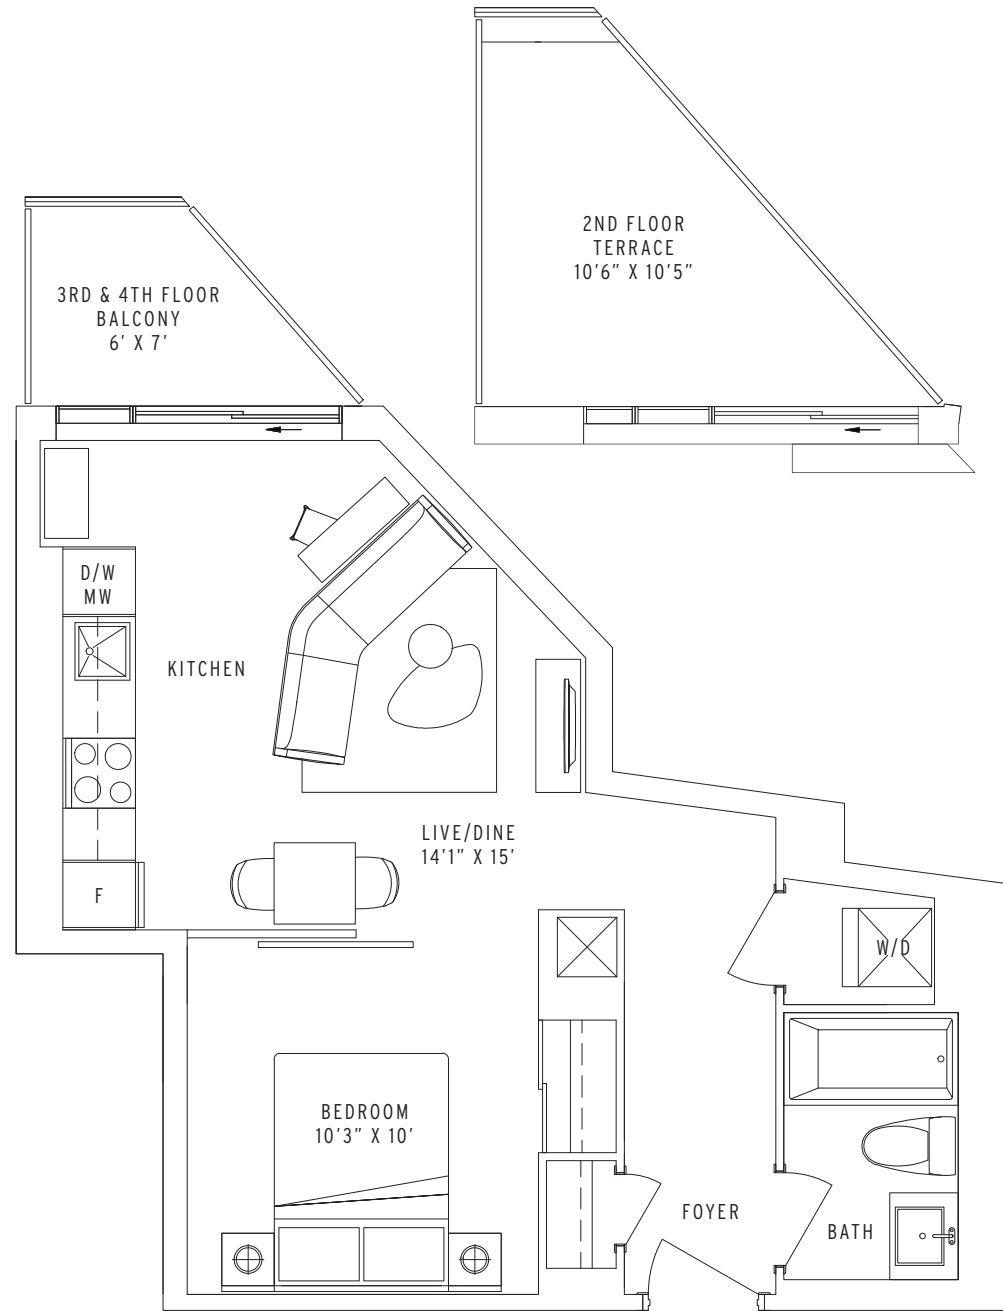 2ND FLOOR
TERRACE
10'6" X 10'5"
3RD & 4TH FLOOR
BALCONY
6' X 7'
D/W
MW
KITCHEN
LIVE/DINE
14'1" X 15'
F
W/D
BEDROOM
10'3" X 10'
FOYER
BATH